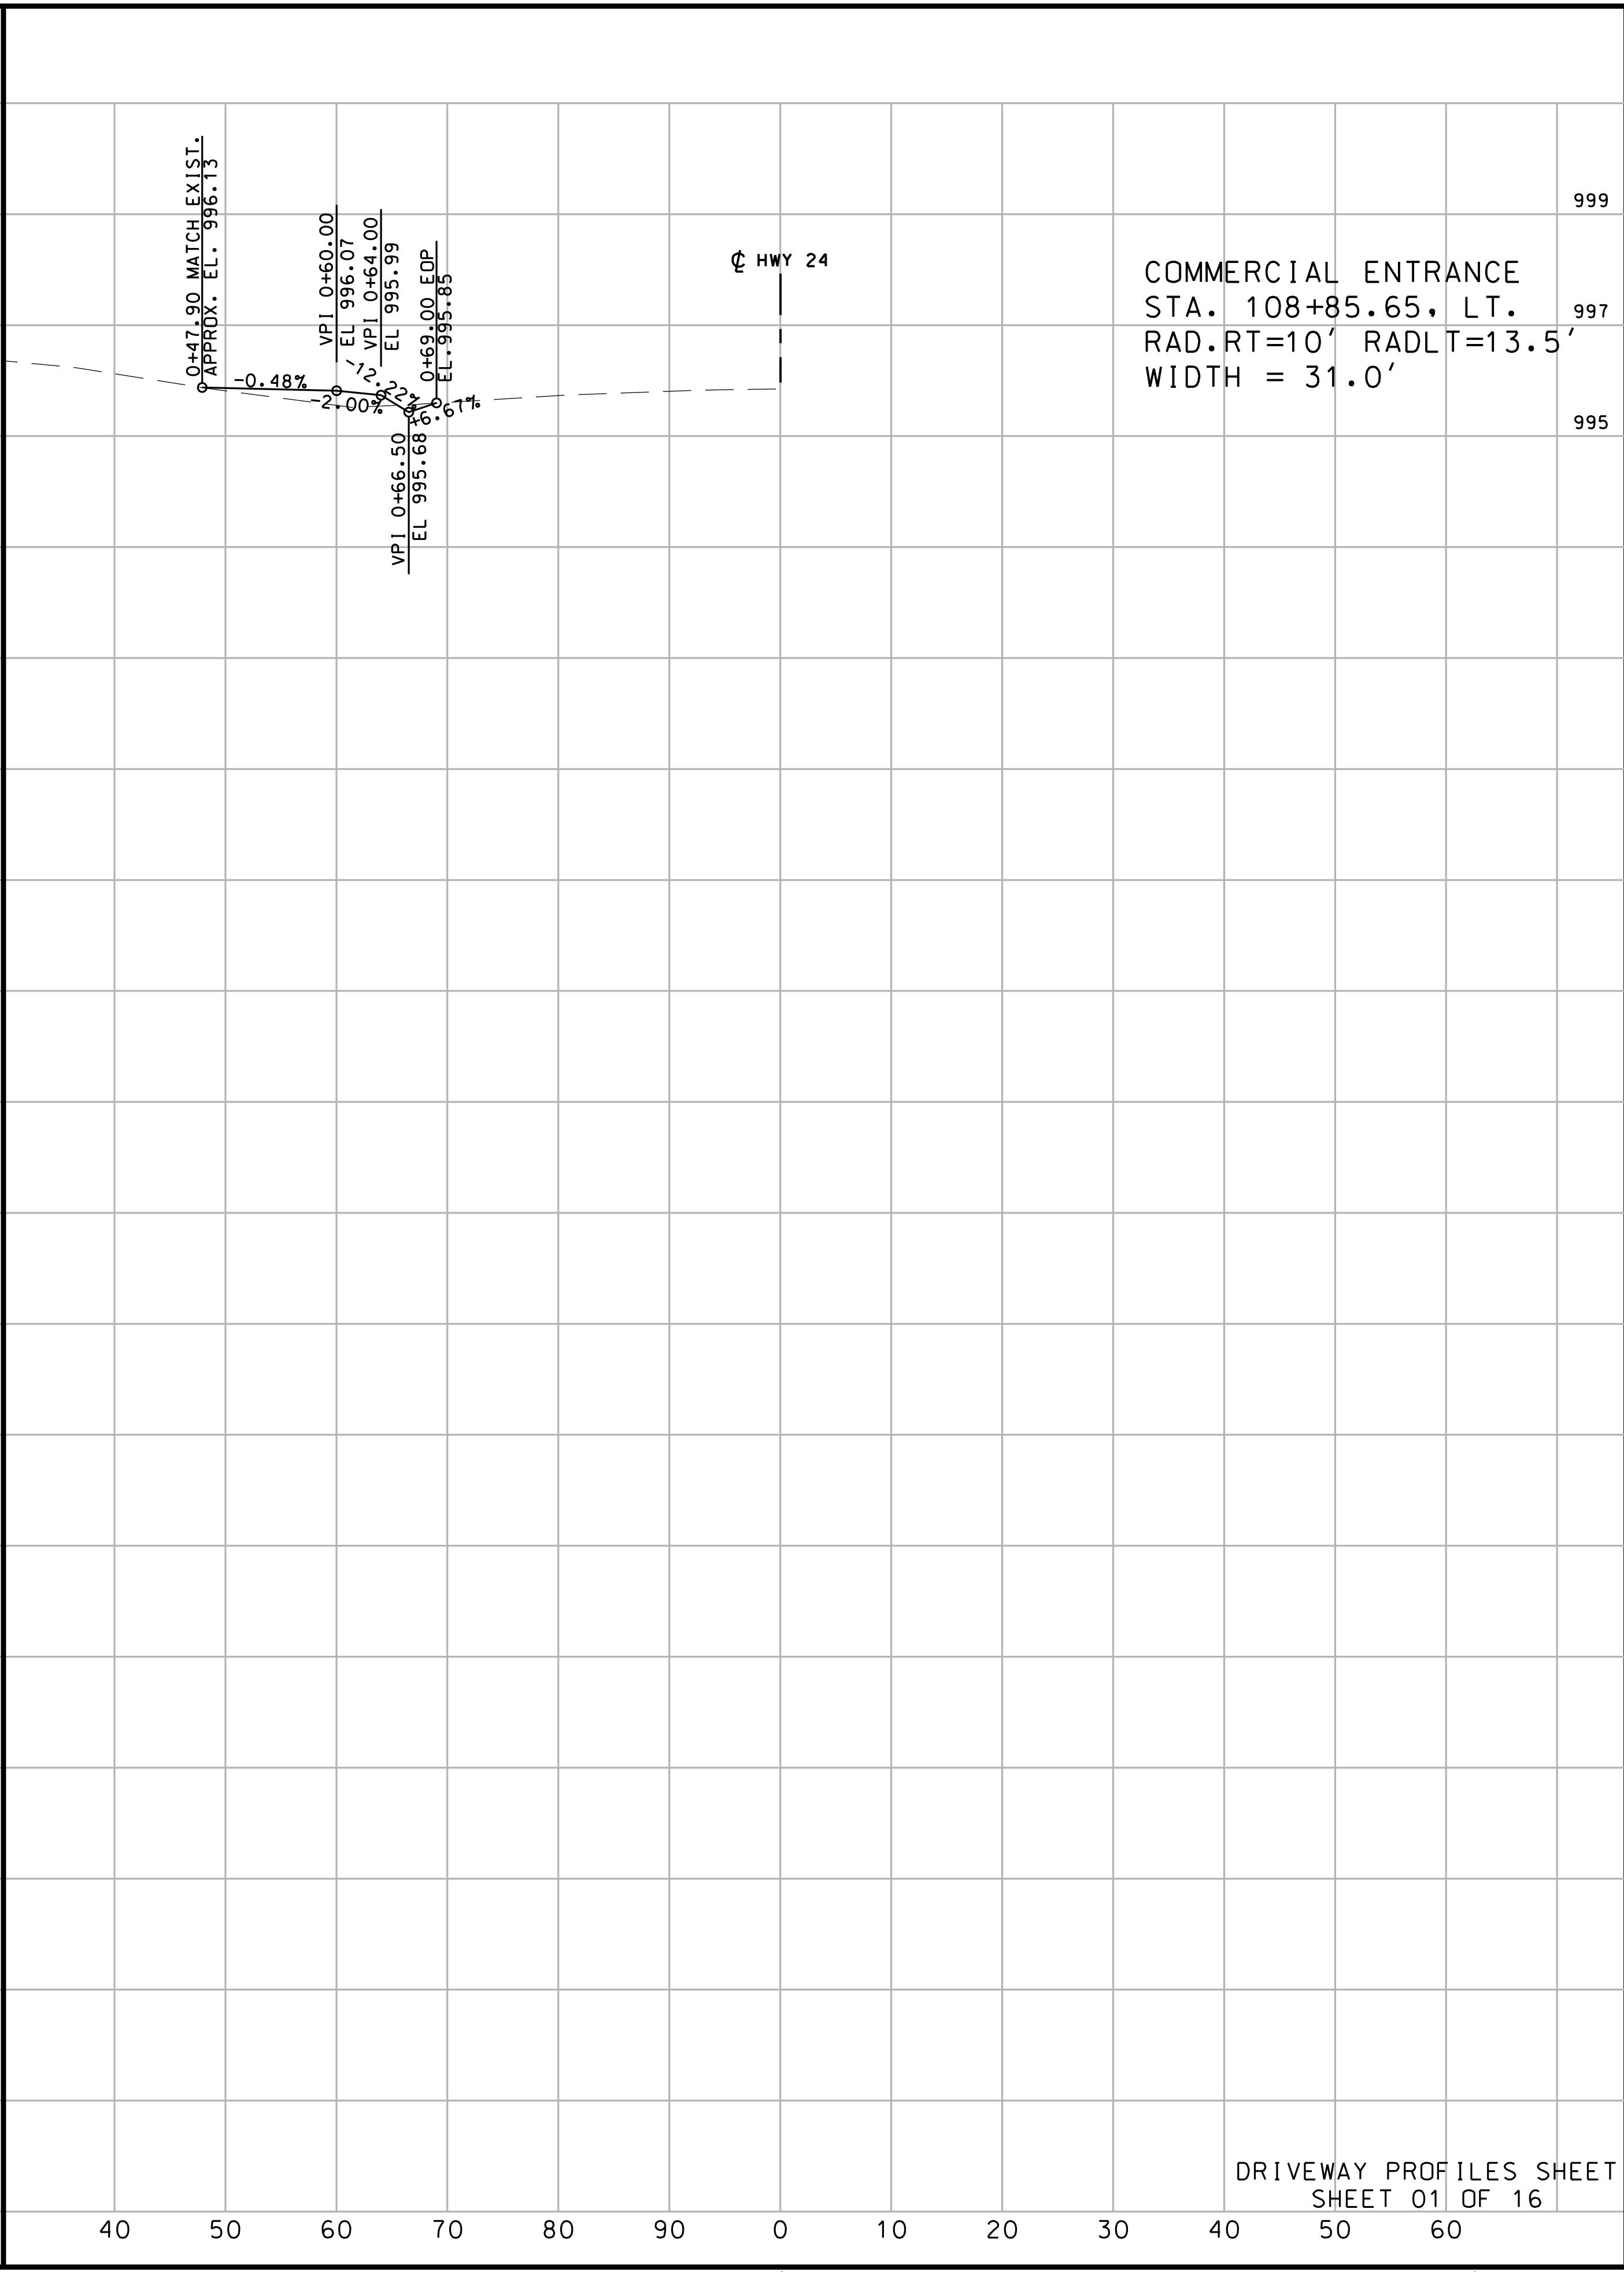 0+47.90 MATCH EXIST.
APPROX. EL. 996.13
VPI 0+60.00
EL 996.07
VPI 0+64.00
EL 995.99
0+69.00 EOP
EL.995.85
VPI 0+66.50
EL 995.68
-0.48%
-2.00%
-12.22%
+6.67%
℄ HWY 24
COMMERCIAL ENTRANCE
STA. 108+85.65, LT.
RAD.RT=10' RADLT=13.5'
WIDTH = 31.0'
999
997
995
DRIVEWAY PROFILES SHEET
SHEET 01 OF 16
40 50 60 70 80 90 0 10 20 30 40 50 60